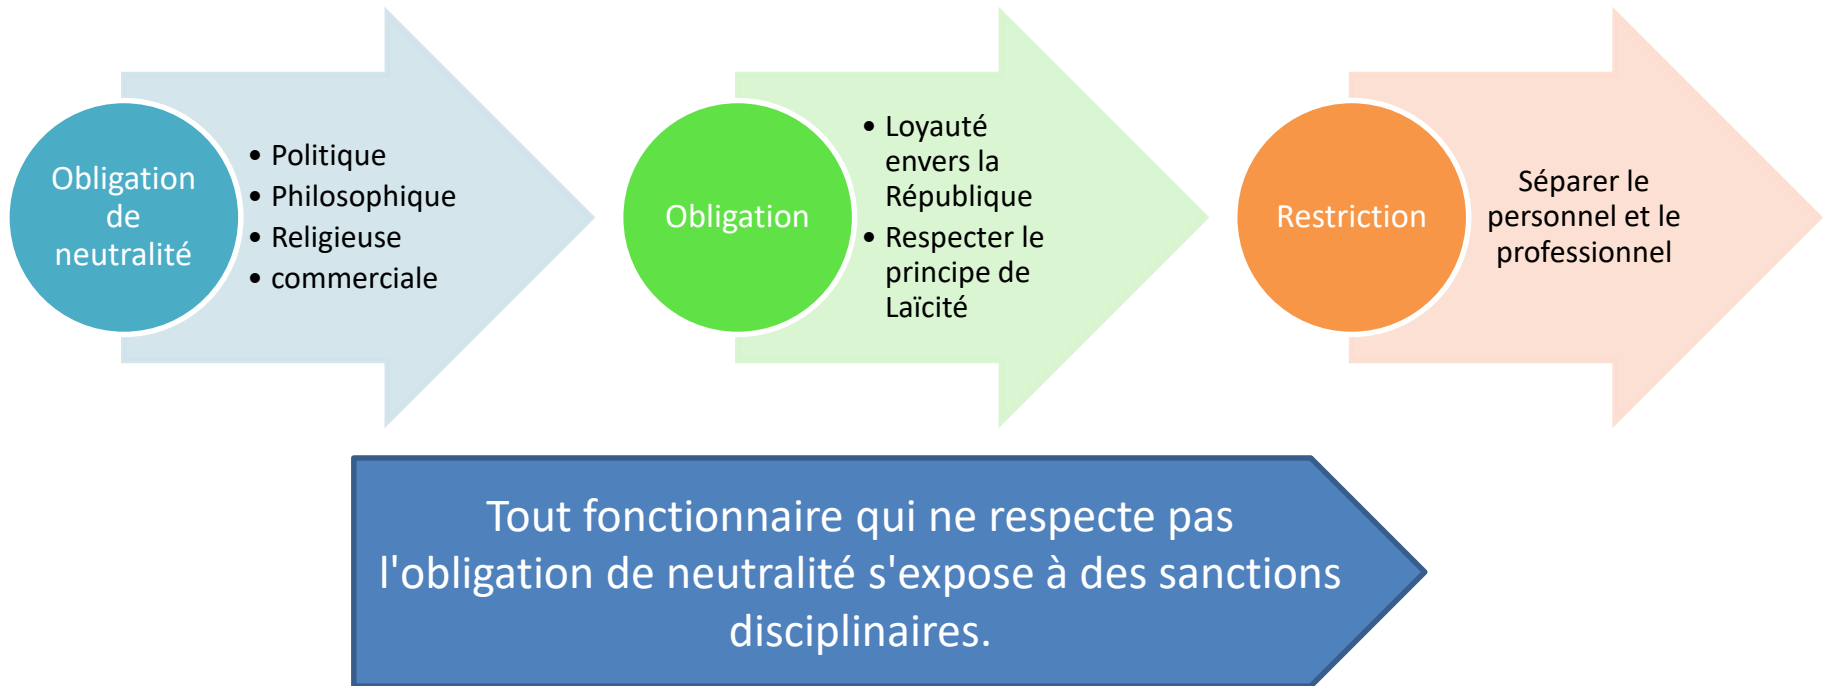 Obligation
de
neutralité
• Politique
• Philosophique
• Religieuse
• commerciale
Obligation
• Loyauté
envers la
République
• Respecter le
principe de
Laïcité
Restriction
Séparer le
personnel et le
professionnel
Tout fonctionnaire qui ne respecte pas
l'obligation de neutralité s'expose à des sanctions
disciplinaires.